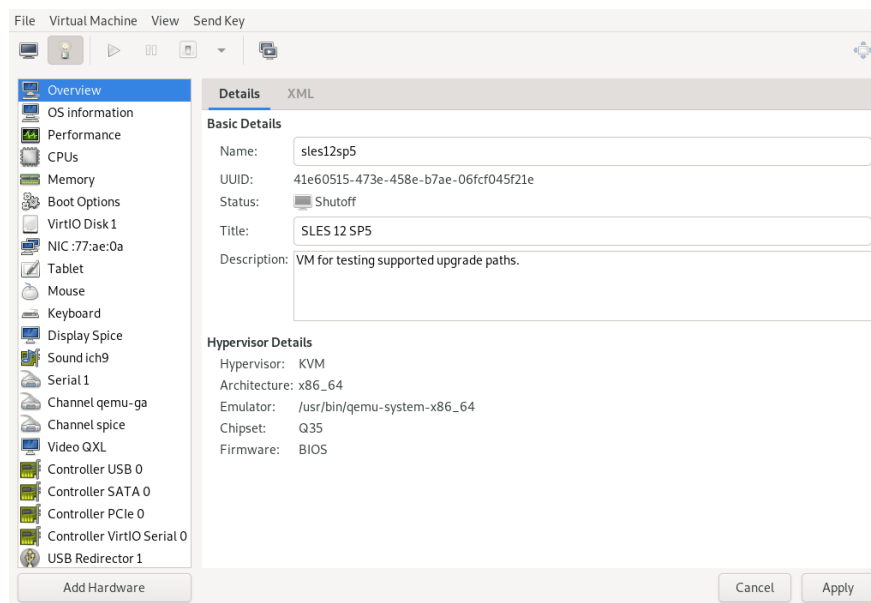 File Virtual Machine View Send Key
Overview
OS information
Performance
CPUs
Memory
Boot Options
VirtIO Disk 1
NIC :77:ae:0a
Tablet
Mouse
Keyboard
Display Spice
Sound ich9
Serial 1
Channel qemu-ga
Channel spice
Video QXL
Controller USB 0
Controller SATA 0
Controller PCIe 0
Controller VirtIO Serial 0
USB Redirector 1
Add Hardware
Details XML
Basic Details
Name: sles12sp5
UUID: 41e60515-473e-458e-b7ae-06fcf045f21e
Status: Shutoff
Title: SLES 12 SP5
Description: VM for testing supported upgrade paths.
Hypervisor Details
Hypervisor: KVM
Architecture: x86_64
Emulator: /usr/bin/qemu-system-x86_64
Chipset: Q35
Firmware: BIOS
Cancel Apply